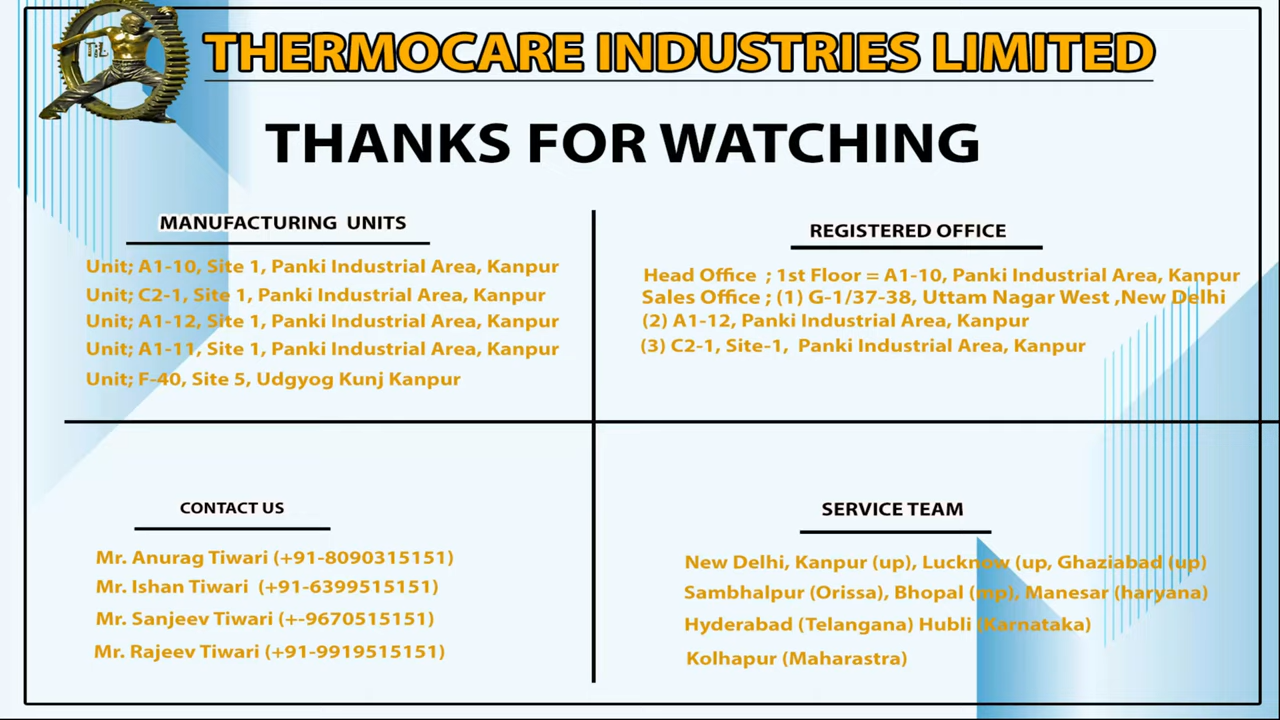 TIL
THERMOCARE INDUSTRIES LIMITED
THANKS FOR WATCHING
MANUFACTURING UNITS
Unit; A1-10, Site 1, Panki Industrial Area, Kanpur
Unit; C2-1, Site 1, Panki Industrial Area, Kanpur
Unit; A1-12, Site 1, Panki Industrial Area, Kanpur
Unit; A1-11, Site 1, Panki Industrial Area, Kanpur
Unit; F-40, Site 5, Udgyog Kunj Kanpur
REGISTERED OFFICE
Head Office ; 1st Floor = A1-10, Panki Industrial Area, Kanpur
Sales Office ; (1) G-1/37-38, Uttam Nagar West ,New Delhi
(2) A1-12, Panki Industrial Area, Kanpur
(3) C2-1, Site-1, Panki Industrial Area, Kanpur
CONTACT US
Mr. Anurag Tiwari (+91-8090315151)
Mr. Ishan Tiwari (+91-6399515151)
Mr. Sanjeev Tiwari (+-9670515151)
Mr. Rajeev Tiwari (+91-9919515151)
SERVICE TEAM
New Delhi, Kanpur (up), Lucknow (up, Ghaziabad (up)
Sambhalpur (Orissa), Bhopal (mp), Manesar (haryana)
Hyderabad (Telangana) Hubli (Karnataka)
Kolhapur (Maharastra)